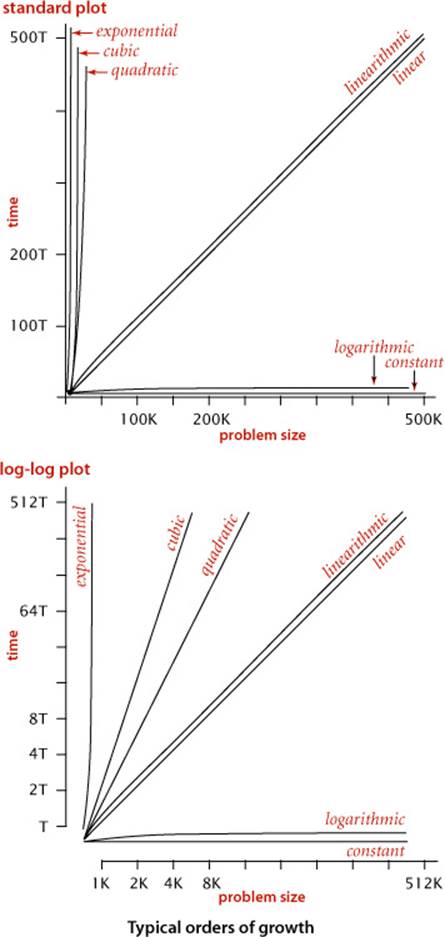 standard plot
500T
exponential
cubic
quadratic
linearithmic
linear
time
200T
100T
logarithmic
constant
100K 200K 500K
problem size
log-log plot
512T
exponential
cubic
quadratic
linearithmic
linear
64T
time
8T
4T
2T
T
logarithmic
constant
1K 2K 4K 8K 512K
problem size
Typical orders of growth